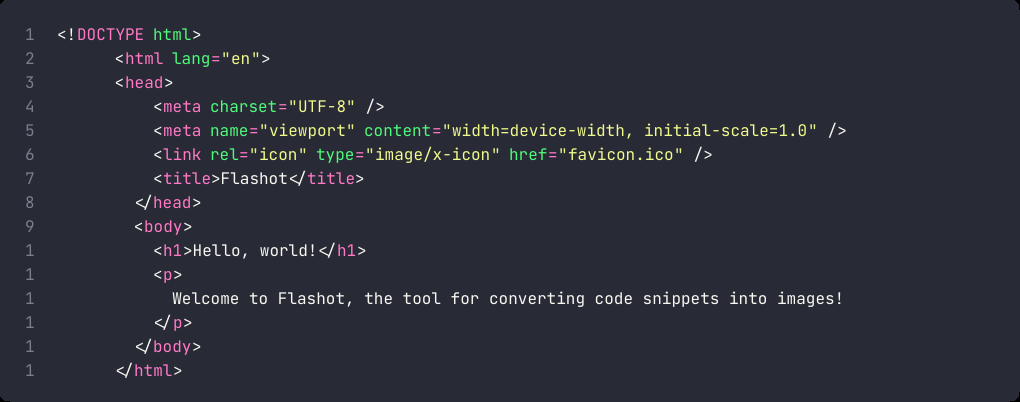 1 <!DOCTYPE html>
2       <html lang="en">
3       <head>
4           <meta charset="UTF-8" />
5           <meta name="viewport" content="width=device-width, initial-scale=1.0" />
6           <link rel="icon" type="image/x-icon" href="favicon.ico" />
7           <title>Flashot</title>
8         </head>
9         <body>
1           <h1>Hello, world!</h1>
1           <p>
1             Welcome to Flashot, the tool for converting code snippets into images!
1           </p>
1         </body>
1       </html>